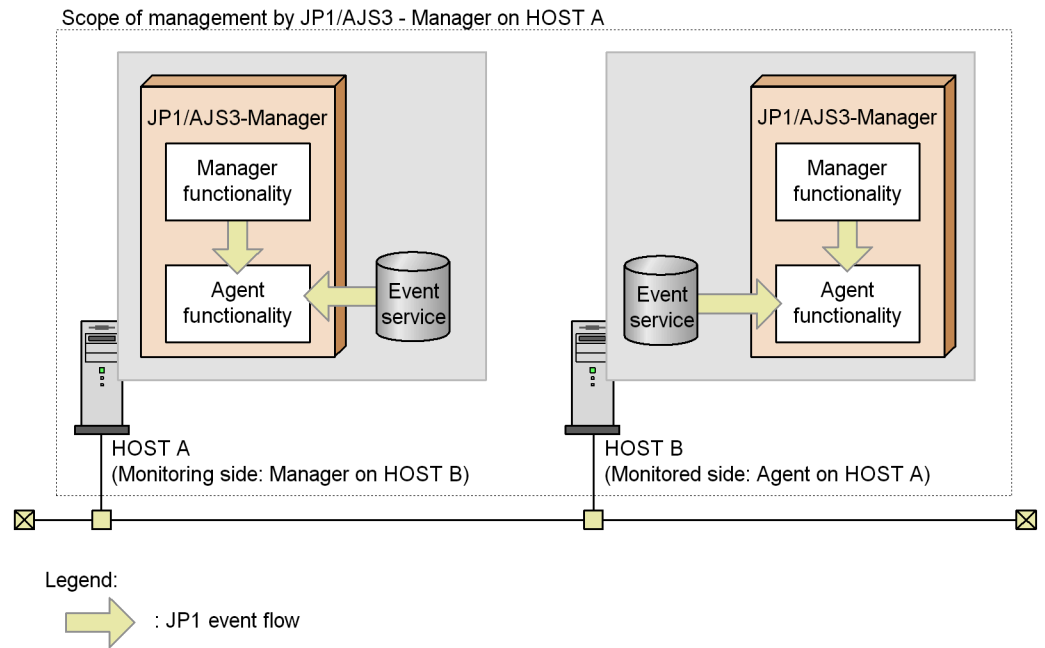 Scope of management by JP1/AJS3 - Manager on HOST A
JP1/AJS3-Manager
Manager
functionality
Agent
functionality
Event
service
HOST A
(Monitoring side: Manager on HOST B)
JP1/AJS3-Manager
Manager
functionality
Event
service
Agent
functionality
HOST B
(Monitored side: Agent on HOST A)
Legend:
: JP1 event flow